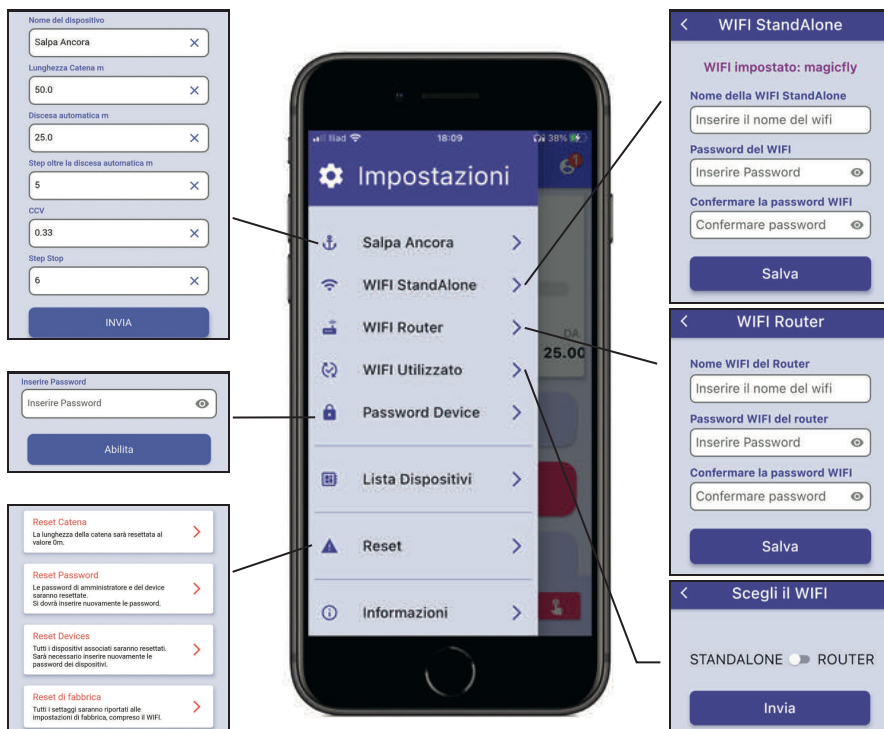 Nome del dispositivo
Salpa Ancora
Lunghezza Catena m
50.0
Discesa automatica m
25.0
Step oltre la discesa automatica m
5
CCV
0.33
Step Stop
6
INVIA
Inserire Password
Inserire Password
Abilita
Reset Catena
La lunghezza della catena sarà resettata al
valore 0m.
Reset Password
Le password di amministratore e del device
saranno resettate.
Si dovrà inserire nuovamente le password.
Reset Devices
Tutti i dispositivi associati saranno resettati.
Sarà necessario inserire nuovamente le
password dei dispositivi.
Reset di fabbrica
Tutti i settaggi saranno riportati alle
impostazioni di fabbrica, compreso il WIFI.
Iliad 18:09 38%
1
Impostazioni
Salpa Ancora
WIFI StandAlone
WIFI Router
DA
WIFI Utilizzato
25.00
Password Device
Lista Dispositivi
Reset
Informazioni
WIFI StandAlone
WIFI impostato: magicfly
Nome della WIFI StandAlone
Inserire il nome del wifi
Password del WIFI
Inserire Password
Confermare la password WIFI
Confermare password
Salva
WIFI Router
Nome WIFI del Router
Inserire il nome del wifi
Password WIFI del router
Inserire Password
Confermare la password WIFI
Confermare password
Salva
Scegli il WIFI
STANDALONE ROUTER
Invia